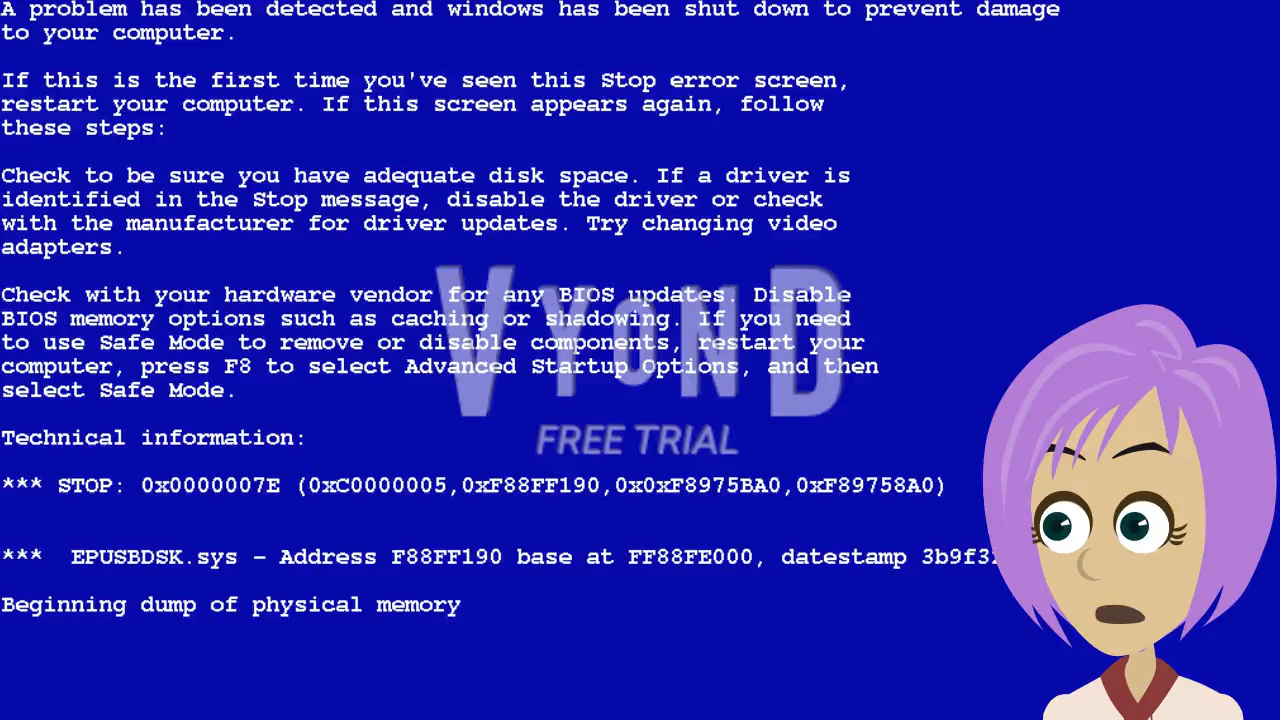 A problem has been detected and windows has been shut down to prevent damage
to your computer.
If this is the first time you've seen this Stop error screen,
restart your computer. If this screen appears again, follow
these steps:
Check to be sure you have adequate disk space. If a driver is
identified in the Stop message, disable the driver or check
with the manufacturer for driver updates. Try changing video
adapters.
Check with your hardware vendor for any BIOS updates. Disable
BIOS memory options such as caching or shadowing. If you need
to use Safe Mode to remove or disable components, restart your
computer, press F8 to select Advanced Startup Options, and then
select Safe Mode.
VYOND
FREE TRIAL
Technical information:
*** STOP: 0x0000007E (0xC0000005,0xF88FF190,0x0xF8975BA0,0xF89758A0)
*** EPUSBDSK.sys – Address F88FF190 base at FF88FE000, datestamp
Beginning dump of physical memory